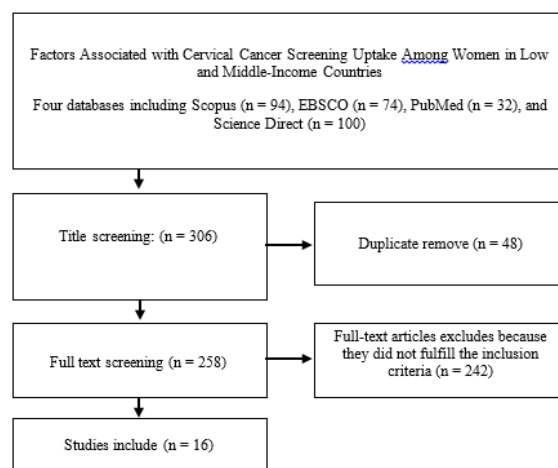 Factors Associated with Cervical Cancer Screening Uptake Among Women in Low
and Middle-Income Countries
Four databases including Scopus (n = 94), EBSCO (n = 74), PubMed (n = 32), and
Science Direct (n = 100)
Title screening: (n = 306)
Duplicate remove (n = 48)
Full text screening (n = 258)
Full-text articles excludes because
they did not fulfill the inclusion
criteria (n = 242)
Studies include (n = 16)